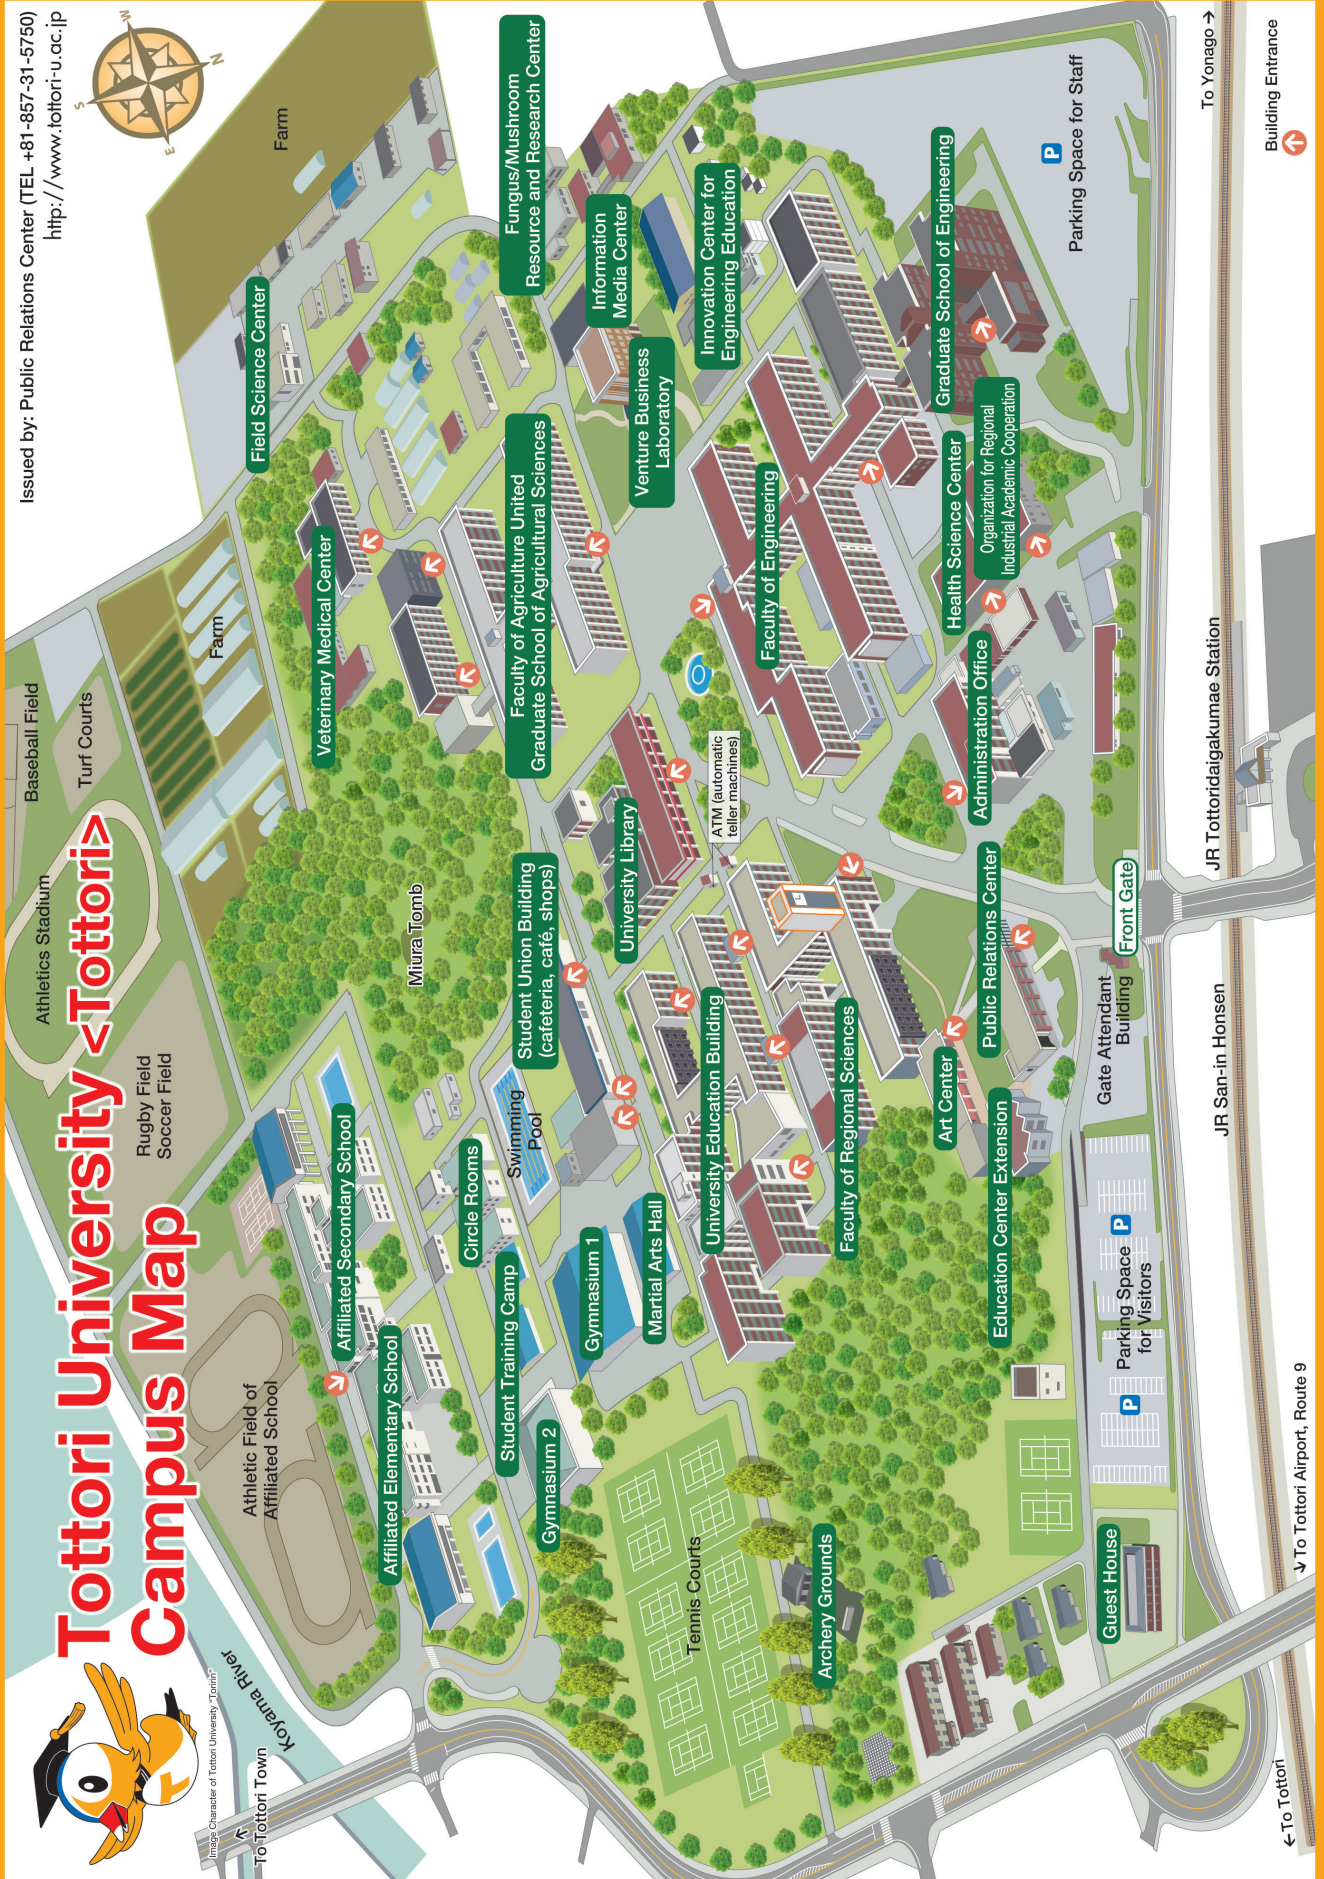 Tottori University <Tottori>
Campus Map
Issued by: Public Relations Center (TEL +81-857-31-5750)
http://www.tottori-u.ac.jp
W
N
S
E
Image Character of Tottori University "Toririn"
Koyama River
To Tottori Town
Athletics Stadium
Baseball Field
Turf Courts
Rugby Field
Soccer Field
Athletic Field of
Affiliated School
Farm
Farm
Field Science Center
Veterinary Medical Center
Miura Tomb
Affiliated Secondary School
Affiliated Elementary School
Circle Rooms
Swimming
Pool
Student Training Camp
Gymnasium 2
Gymnasium 1
Martial Arts Hall
Student Union Building
(cafeteria, café, shops)
University Library
Faculty of Agriculture United
Graduate School of Agricultural Sciences
Fungus/Mushroom
Resource and Research Center
Information
Media Center
Venture Business
Laboratory
Innovation Center for
Engineering Education
ATM (automatic
teller machines)
Faculty of Engineering
Graduate School of Engineering
Health Science Center
Organization for Regional
Industrial Academic Cooperation
Administration Office
University Education Building
Faculty of Regional Sciences
Tennis Courts
Archery Grounds
Art Center
Public Relations Center
Education Center Extension
Gate Attendant
Building
Front Gate
P
Parking Space for Staff
P
Parking Space
for Visitors
P
Guest House
To Yonago →
JR Tottoridaigakumae Station
JR San-in Honsen
To Tottori Airport, Route 9
← To Tottori
Building Entrance